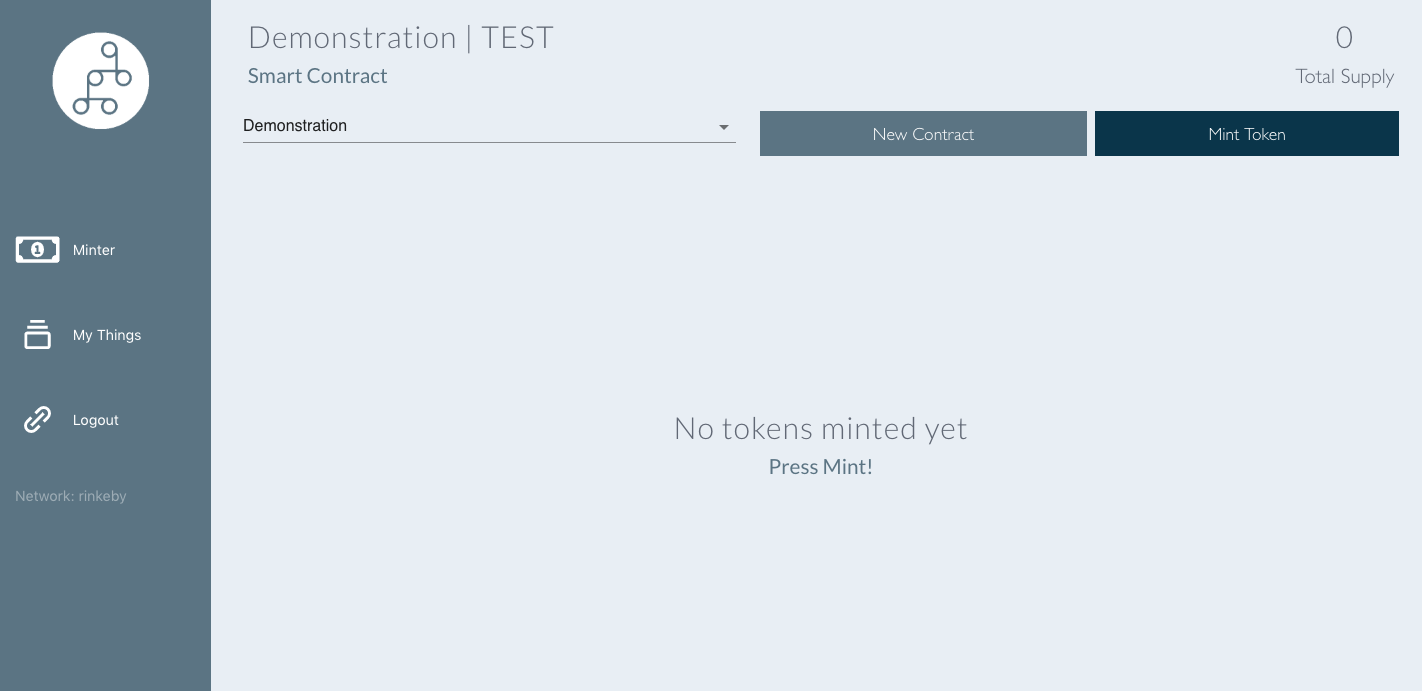 Demonstration | TEST
0
Smart Contract
Total Supply
Demonstration
New Contract
Mint Token
1
Minter
My Things
Logout
Network: rinkeby
No tokens minted yet
Press Mint!